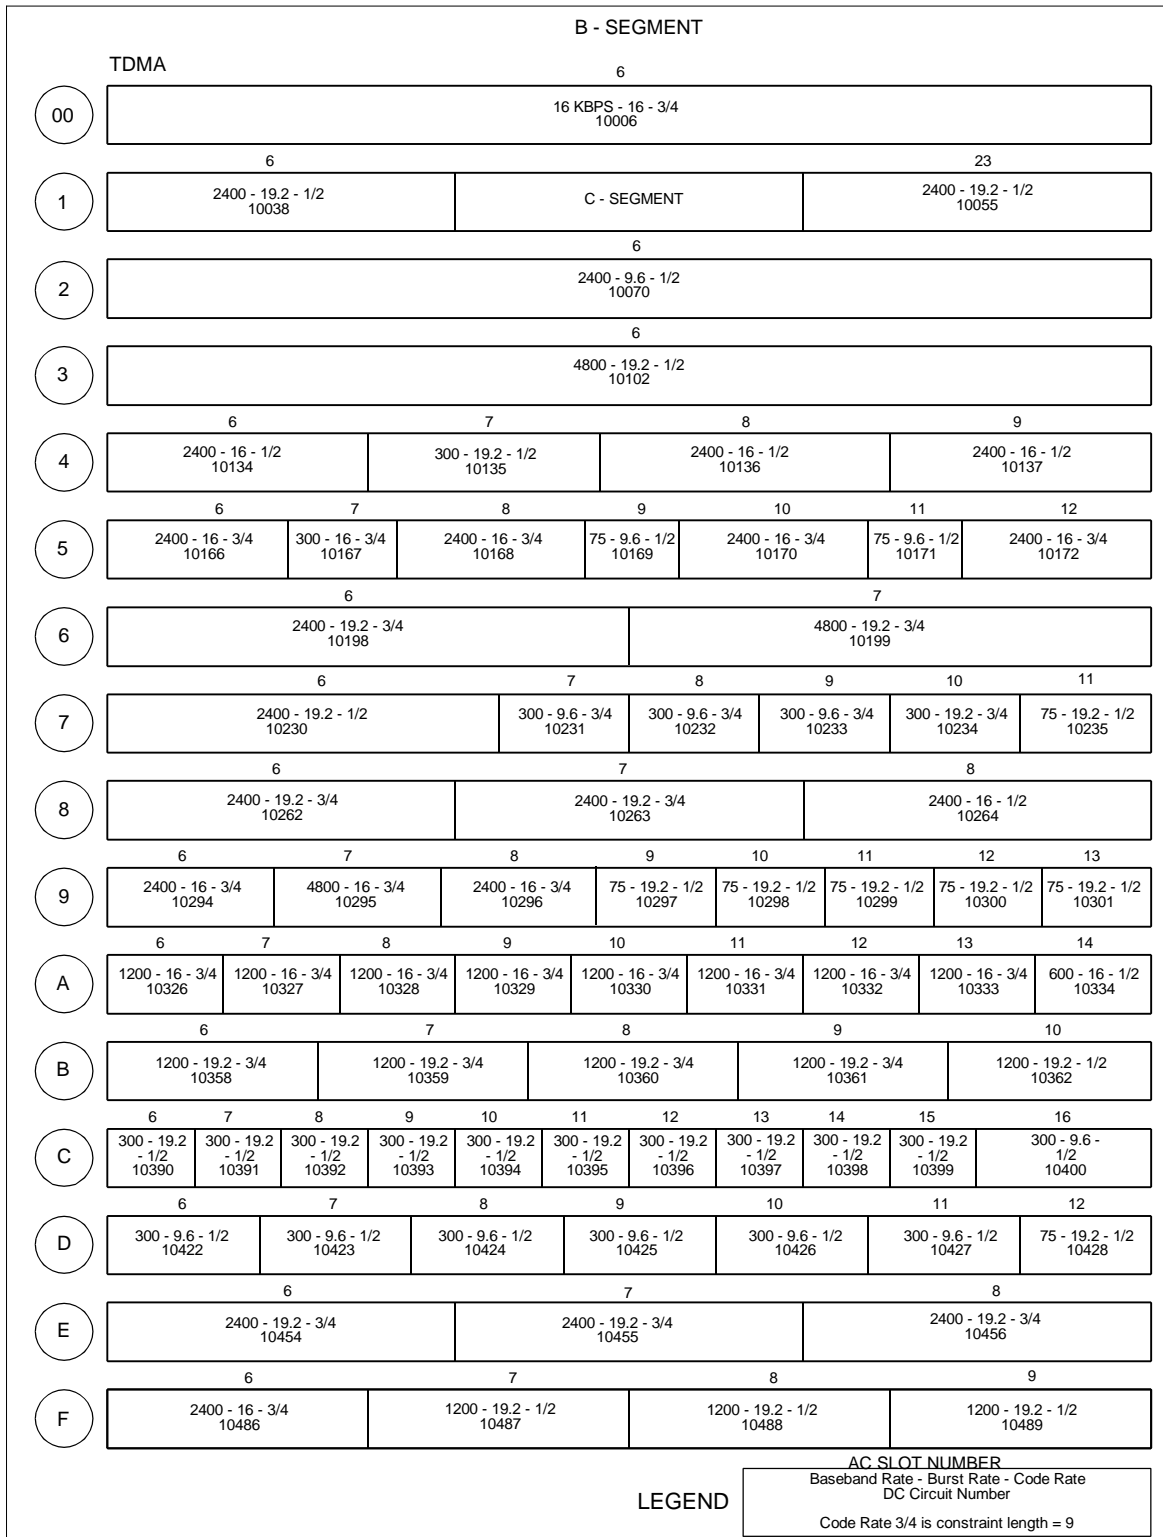 B - SEGMENT
TDMA
6
00
16 KBPS - 16 - 3/4
10006
6 23
1
2400 - 19.2 - 1/2
10038
C - SEGMENT
2400 - 19.2 - 1/2
10055
6
2
2400 - 9.6 - 1/2
10070
6
3
4800 - 19.2 - 1/2
10102
6 7 8 9
4
2400 - 16 - 1/2
10134
300 - 19.2 - 1/2
10135
2400 - 16 - 1/2
10136
2400 - 16 - 1/2
10137
6 7 8 9 10 11 12
5
2400 - 16 - 3/4
10166
300 - 16 - 3/4
10167
2400 - 16 - 3/4
10168
75 - 9.6 - 1/2
10169
2400 - 16 - 3/4
10170
75 - 9.6 - 1/2
10171
2400 - 16 - 3/4
10172
6 7
6
2400 - 19.2 - 3/4
10198
4800 - 19.2 - 3/4
10199
6 7 8 9 10 11
7
2400 - 19.2 - 1/2
10230
300 - 9.6 - 3/4
10231
300 - 9.6 - 3/4
10232
300 - 9.6 - 3/4
10233
300 - 19.2 - 3/4
10234
75 - 19.2 - 1/2
10235
6 7 8
8
2400 - 19.2 - 3/4
10262
2400 - 19.2 - 3/4
10263
2400 - 16 - 1/2
10264
6 7 8 9 10 11 12 13
9
2400 - 16 - 3/4
10294
4800 - 16 - 3/4
10295
2400 - 16 - 3/4
10296
75 - 19.2 - 1/2
10297
75 - 19.2 - 1/2
10298
75 - 19.2 - 1/2
10299
75 - 19.2 - 1/2
10300
75 - 19.2 - 1/2
10301
6 7 8 9 10 11 12 13 14
A
1200 - 16 - 3/4
10326
1200 - 16 - 3/4
10327
1200 - 16 - 3/4
10328
1200 - 16 - 3/4
10329
1200 - 16 - 3/4
10330
1200 - 16 - 3/4
10331
1200 - 16 - 3/4
10332
1200 - 16 - 3/4
10333
600 - 16 - 1/2
10334
6 7 8 9 10
B
1200 - 19.2 - 3/4
10358
1200 - 19.2 - 3/4
10359
1200 - 19.2 - 3/4
10360
1200 - 19.2 - 3/4
10361
1200 - 19.2 - 1/2
10362
6 7 8 9 10 11 12 13 14 15 16
C
300 - 19.2
- 1/2
10390
300 - 19.2
- 1/2
10391
300 - 19.2
- 1/2
10392
300 - 19.2
- 1/2
10393
300 - 19.2
- 1/2
10394
300 - 19.2
- 1/2
10395
300 - 19.2
- 1/2
10396
300 - 19.2
- 1/2
10397
300 - 19.2
- 1/2
10398
300 - 19.2
- 1/2
10399
300 - 9.6 -
1/2
10400
6 7 8 9 10 11 12
D
300 - 9.6 - 1/2
10422
300 - 9.6 - 1/2
10423
300 - 9.6 - 1/2
10424
300 - 9.6 - 1/2
10425
300 - 9.6 - 1/2
10426
300 - 9.6 - 1/2
10427
75 - 19.2 - 1/2
10428
6 7 8
E
2400 - 19.2 - 3/4
10454
2400 - 19.2 - 3/4
10455
2400 - 19.2 - 3/4
10456
6 7 8 9
F
2400 - 16 - 3/4
10486
1200 - 19.2 - 1/2
10487
1200 - 19.2 - 1/2
10488
1200 - 19.2 - 1/2
10489
LEGEND
AC SLOT NUMBER
Baseband Rate - Burst Rate - Code Rate
DC Circuit Number
Code Rate 3/4 is constraint length = 9